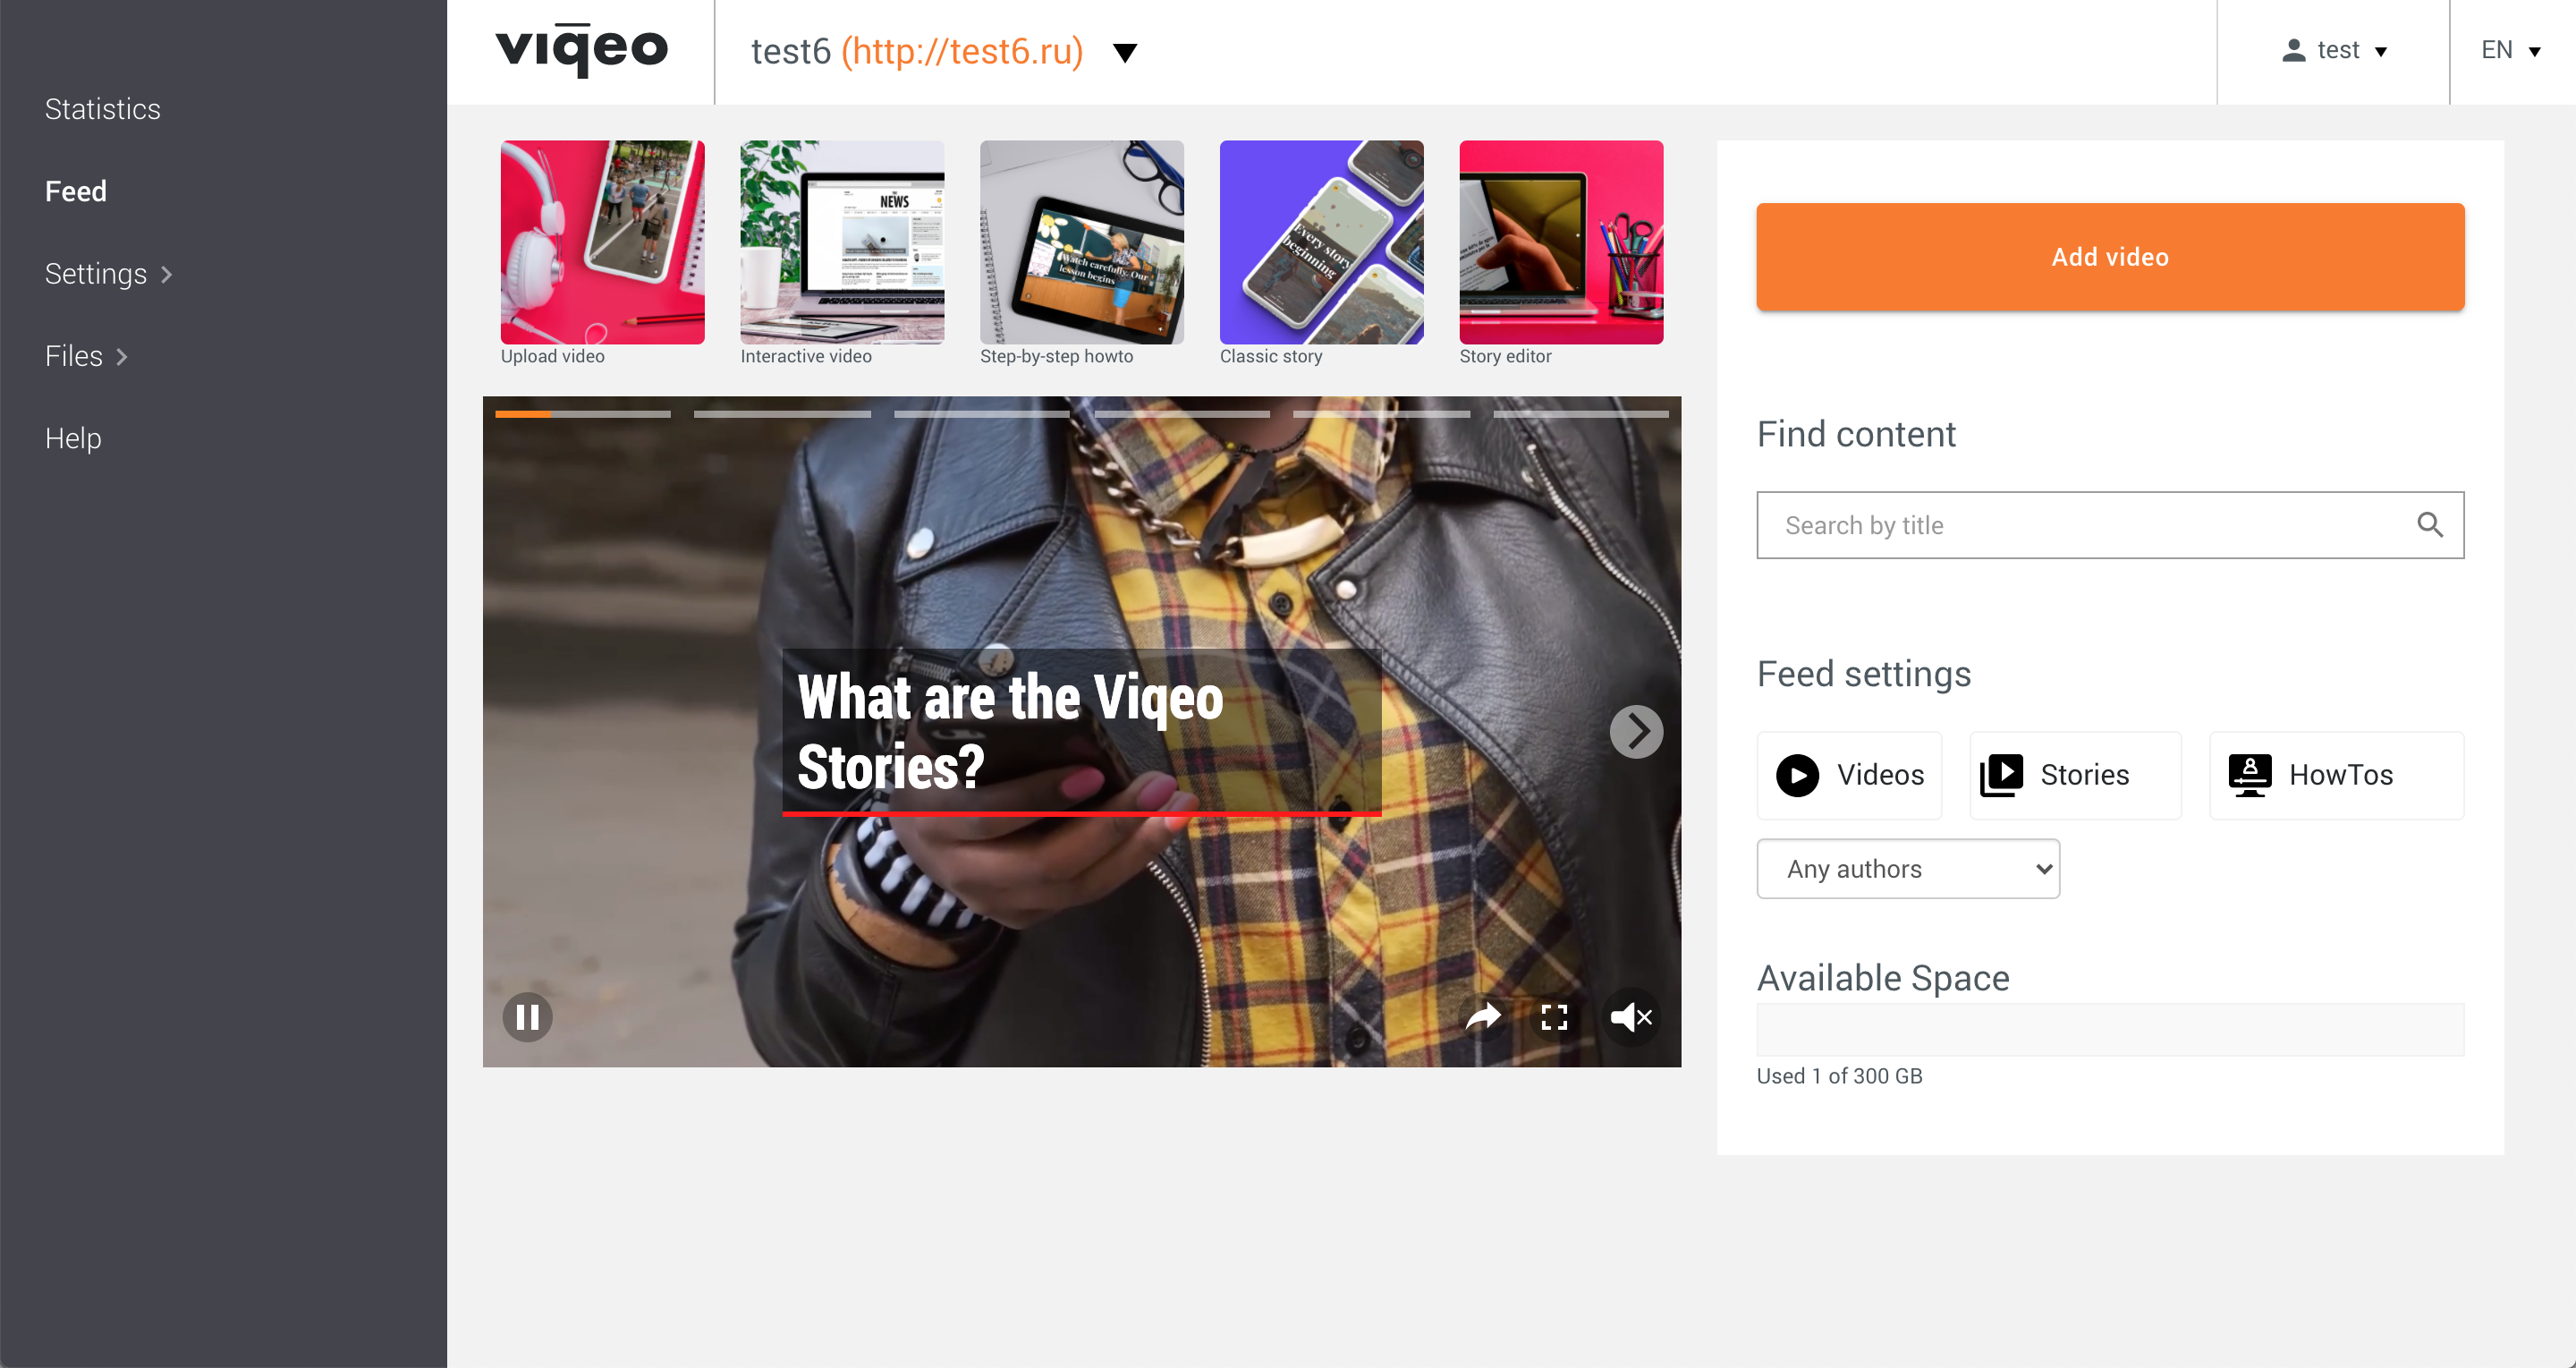 viqeo
test6 (http://test6.ru)
test
EN
Statistics
Feed
Settings
Files
Help
NEWS
Watch carefully. Our
lesson begins
Every story
beginning
Upload video
Interactive video
Step-by-step howto
Classic story
Story editor
What are the Viqeo
Stories?
Add video
Find content
Search by title
Feed settings
Videos
Stories
HowTos
Any authors
Available Space
Used 1 of 300 GB